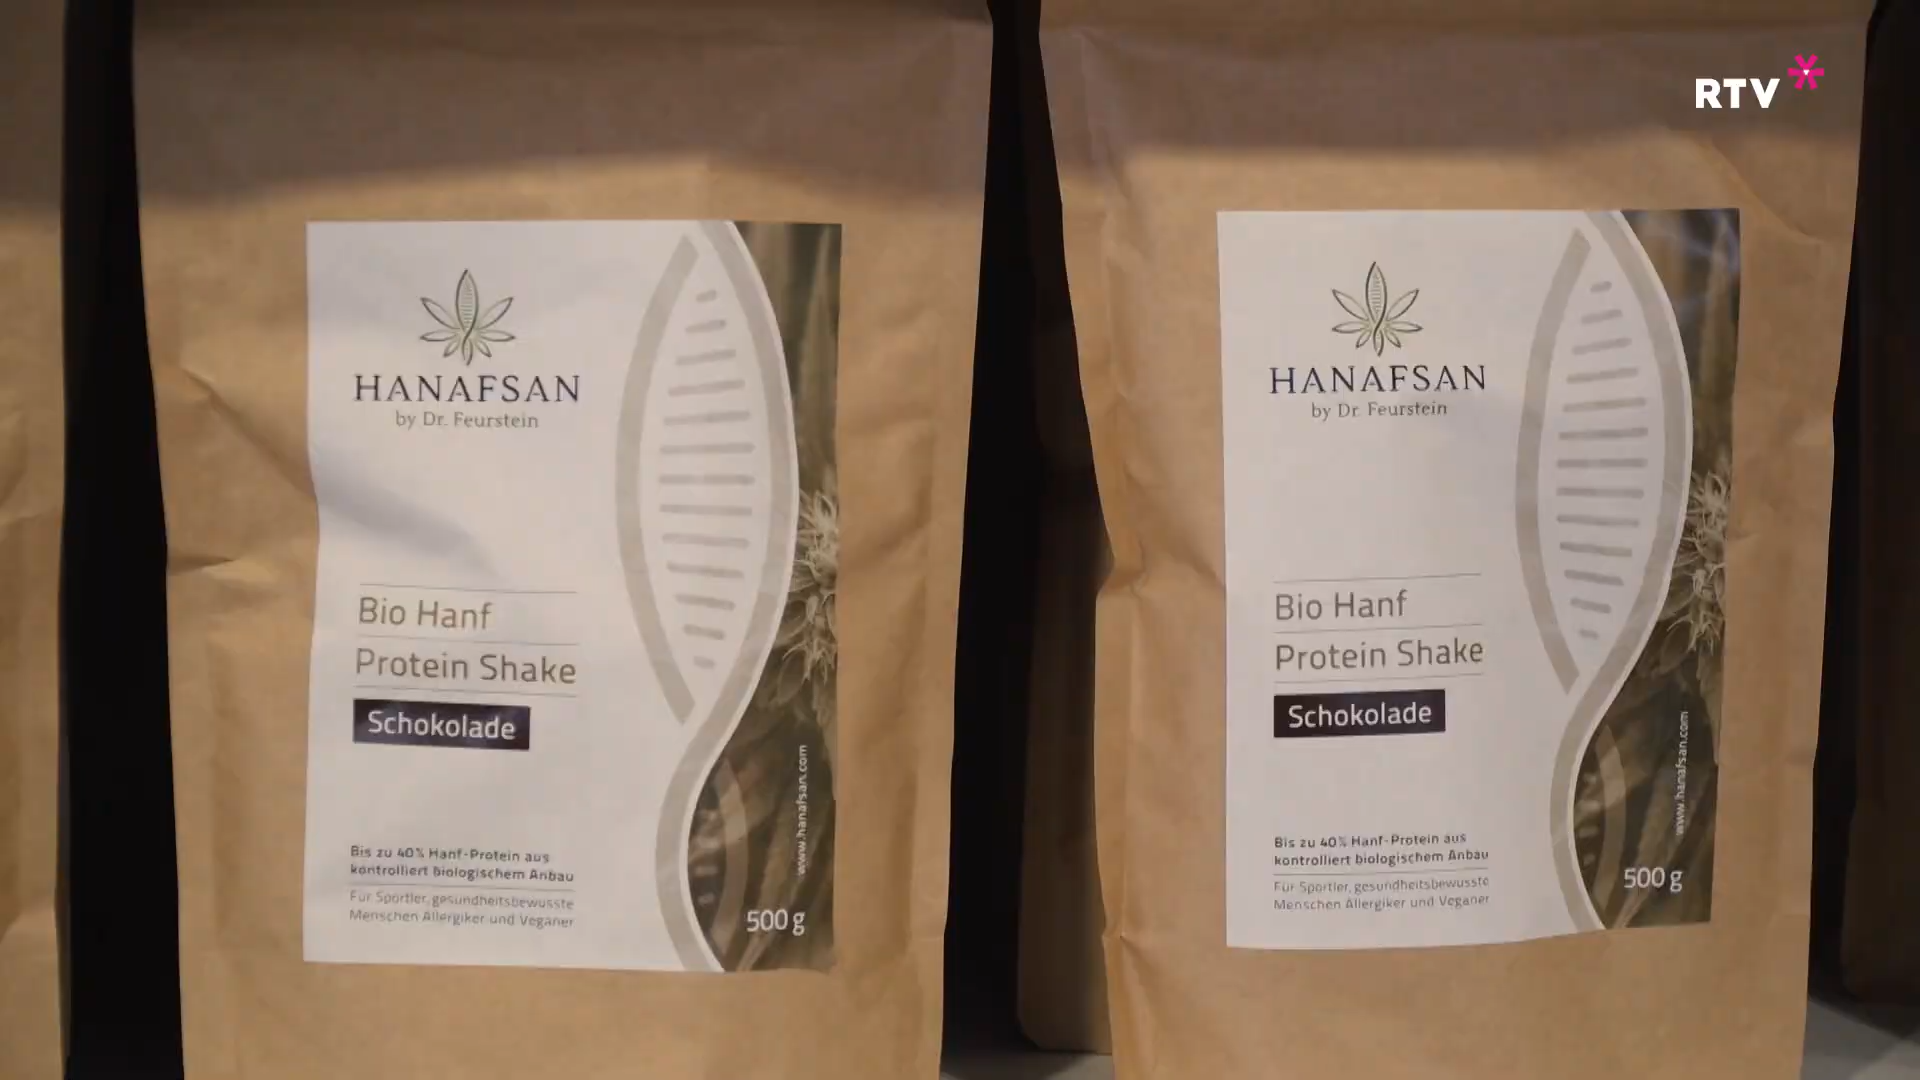 RTV
HANAFSAN
by Dr. Feurstein
Bio Hanf
Protein Shake
Schokolade
Bis zu 40% Hanf-Protein aus
kontrolliert biologischem Anbau
Für Sportler, gesundheitsbewusste
Menschen Allergiker und Veganer
www.hanafsan.com
500 g
HANAFSAN
by Dr. Feurstein
Bio Hanf
Protein Shake
Schokolade
Bis zu 40% Hanf-Protein aus
kontrolliert biologischem Anbau
Für Sportler, gesundheitsbewusste
Menschen Allergiker und Veganer
www.hanafsan.com
500 g